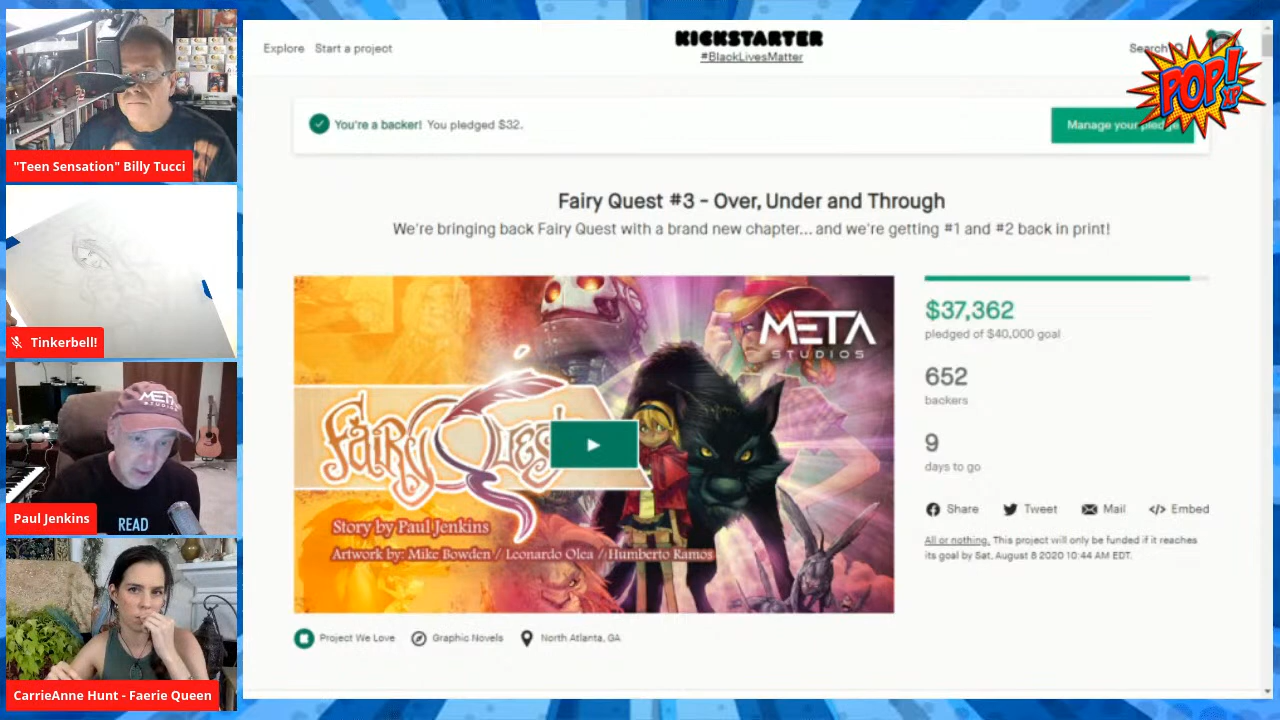 "Teen Sensation" Billy Tucci
Tinkerbell!
META
STUDIOS
READ
Paul Jenkins
CarrieAnne Hunt - Faerie Queen
Explore Start a project
KICKSTARTER
#BlackLivesMatter
Search
POP!
XP
You're a backer! You pledged $32.
Manage your
Fairy Quest #3 - Over, Under and Through
We're bringing back Fairy Quest with a brand new chapter... and we're getting #1 and #2 back in print!
META
STUDIOS
Fairy Quest
Story by Paul Jenkins
Artwork by: Mike Bowden / Leonardo Olea / Humberto Ramos
$37,362
pledged of $40,000 goal
652
backers
9
days to go
Share Tweet Mail </> Embed
All or nothing. This project will only be funded if it reaches
its goal by Sat, August 8 2020 10:44 AM EDT.
Project We Love Graphic Novels North Atlanta, GA